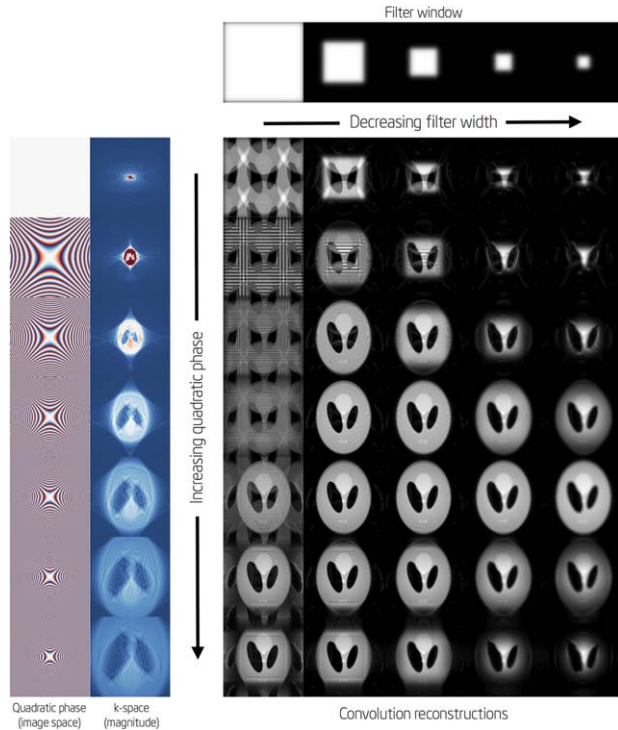 Filter window
Decreasing filter width
Increasing quadratic phase
Quadratic phase
(image space)
k-space
(magnitude)
Convolution reconstructions